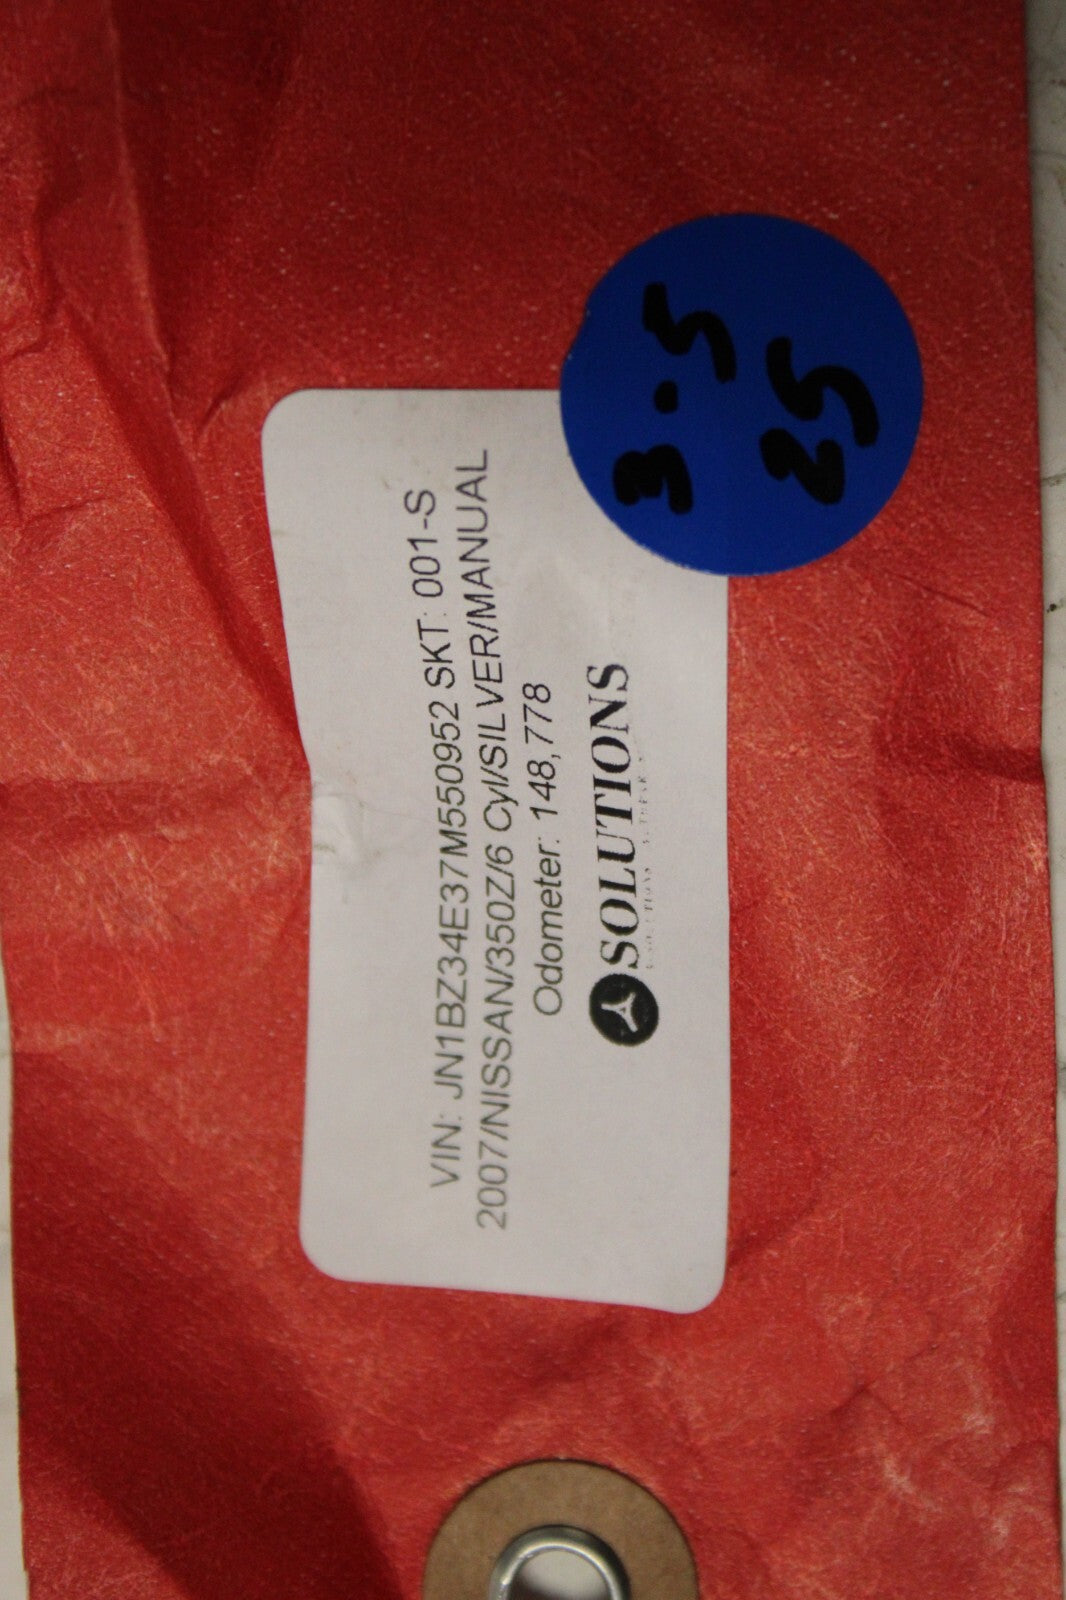 VIN: JN1BZ34E37M550952 SKT: 001-S
2007/NISSAN/350Z/6 Cyl/SILVER/MANUAL
Odometer: 148,778
SOLUTIONS
3.5
25